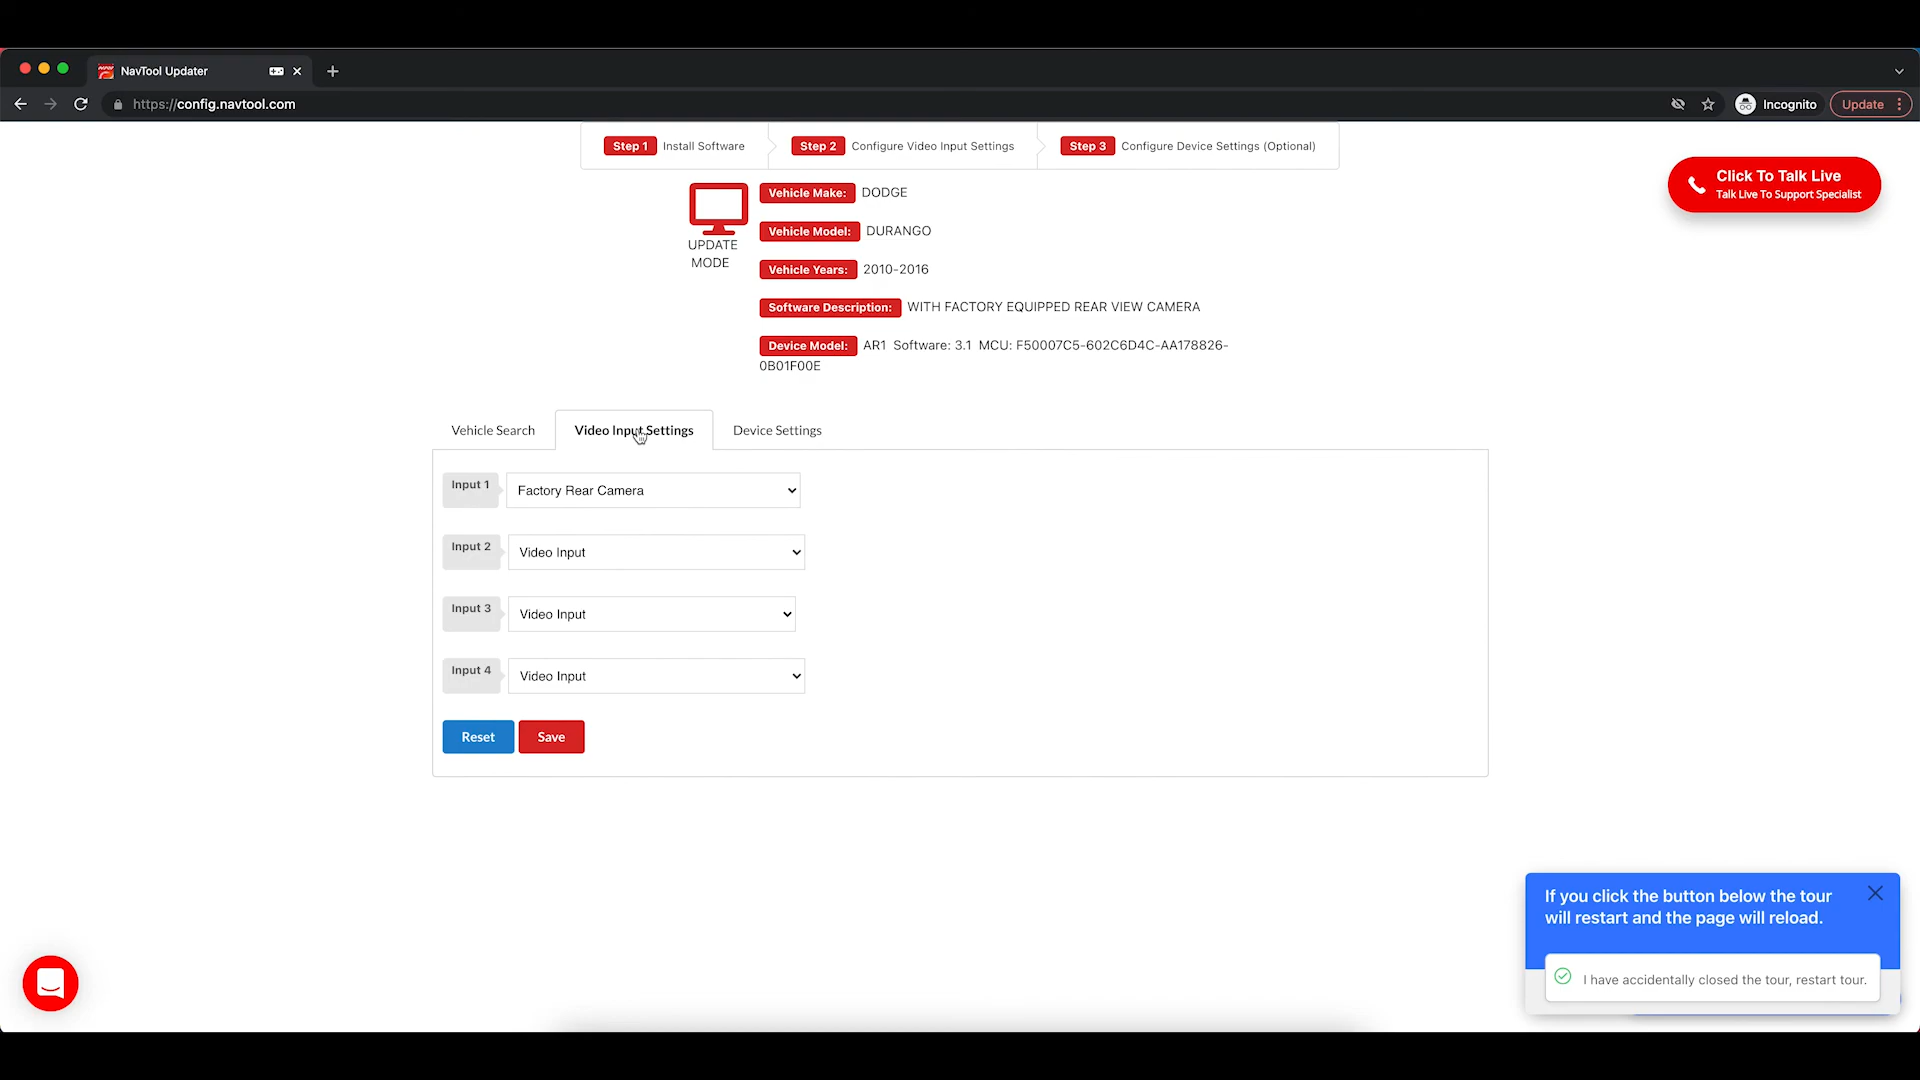 NavTool Updater
https://config.navtool.com
Incognito
Update
Step 1 Install Software
Step 2 Configure Video Input Settings
Step 3 Configure Device Settings (Optional)
Click To Talk Live
Talk Live To Support Specialist
UPDATE
MODE
Vehicle Make: DODGE
Vehicle Model: DURANGO
Vehicle Years: 2010-2016
Software Description: WITH FACTORY EQUIPPED REAR VIEW CAMERA
Device Model: AR1 Software: 3.1 MCU: F50007C5-602C6D4C-AA178826-
0B01F00E
Vehicle Search
Video Input Settings
Device Settings
Input 1 Factory Rear Camera
Input 2 Video Input
Input 3 Video Input
Input 4 Video Input
Reset
Save
If you click the button below the tour
will restart and the page will reload.
I have accidentally closed the tour, restart tour.